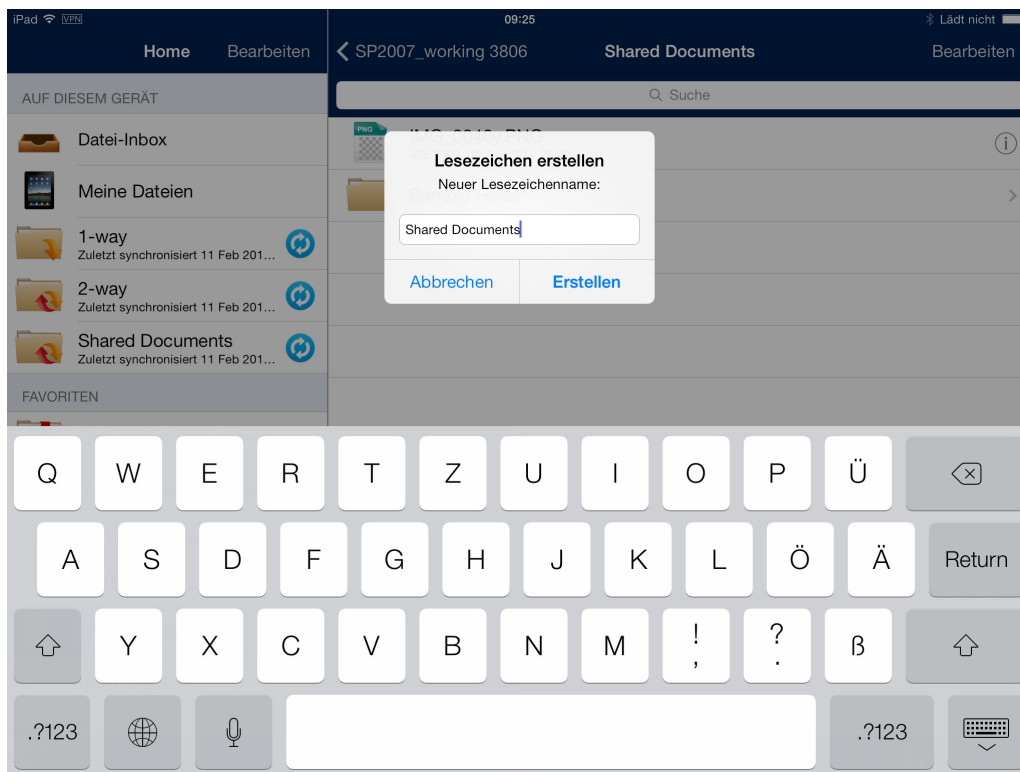 iPad VPN 09:25 Lädt nicht
Home Bearbeiten
SP2007_working 3806 Shared Documents Bearbeiten
AUF DIESEM GERÄT
Suche
Datei-Inbox
PNG
Meine Dateien
1-way
Zuletzt synchronisiert 11 Feb 201...
2-way
Zuletzt synchronisiert 11 Feb 201...
Shared Documents
Zuletzt synchronisiert 11 Feb 201...
FAVORITEN
Lesezeichen erstellen
Neuer Lesezeichenname:
Shared Documents
Abbrechen Erstellen
Q W E R T Z U I O P Ü
A S D F G H J K L Ö Ä Return
Y X C V B N M ! , ? . ß
.?123 .?123